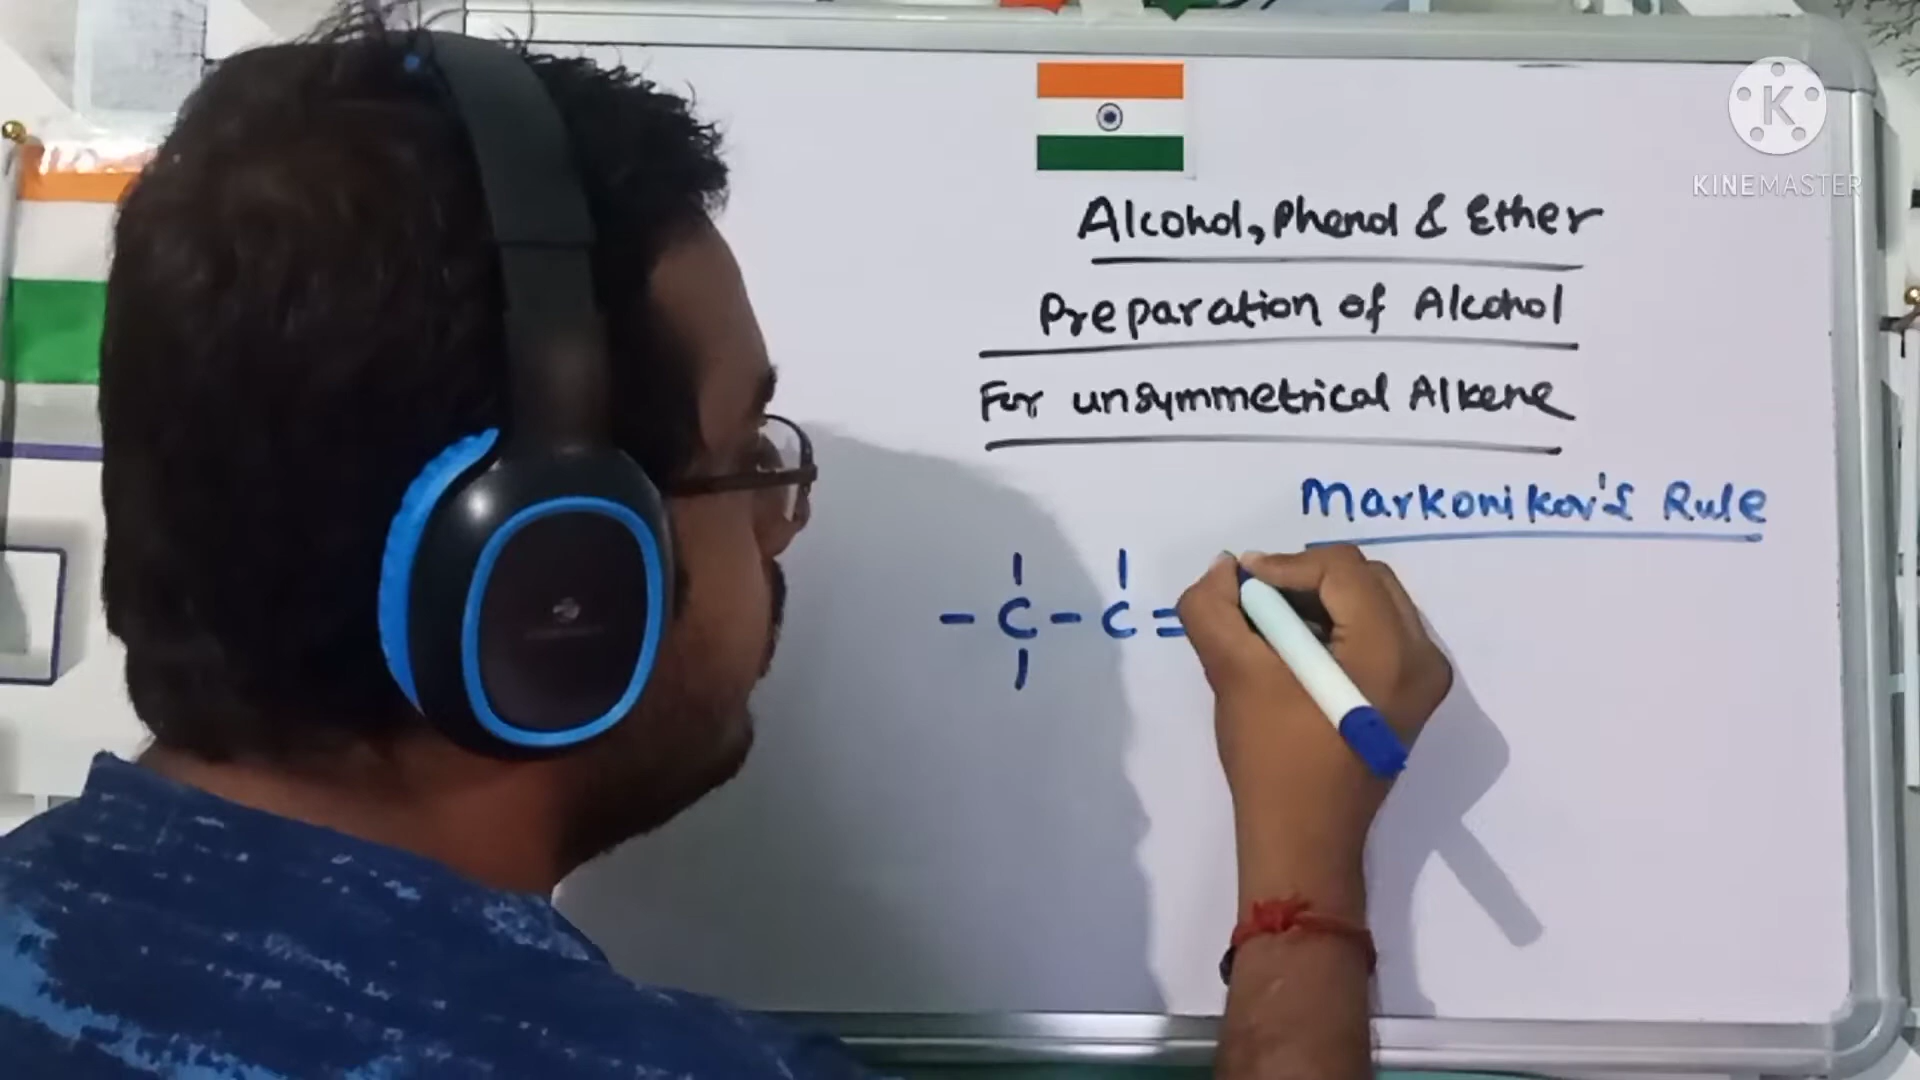 K
KINEMASTER
Alcohol, Phenol & Ether
Preparation of Alcohol
For unsymmetrical Alkene
Markonikov's Rule
- C - C =